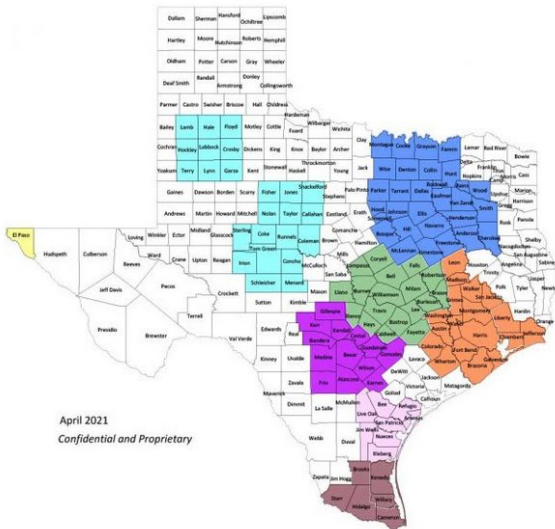 Dallam Sherman Hansford Ochiltree Lipscomb
Hartley Moore Hutchinson Roberts Hemphill
Oldham Potter Carson Gray Wheeler
Deaf Smith Randall Armstrong Donley Collingsworth
Parmer Castro Swisher Briscoe Hall Childress
Hardeman
Bailey Lamb Hale Floyd Motley Cottle Foard Wilbarger Wichita
Clay Montague Cooke Grayson Fannin Lamar Red River Bowie
Cochran Hockley Lubbock Crosby Dickens King Knox Baylor Archer
Delta Franklin Titus Morris Cass
Yoakum Terry Lynn Garza Kent Stonewall Haskell Throckmorton Young Jack Wise Denton Collin Hunt
Marion
Gaines Dawson Borden Scurry Fisher Jones Shackelford Stephens Palo Pinto Parker Tarrant Dallas Rockwall Kaufman Wood
Harrison
Andrews Martin Howard Mitchell Nolan Taylor Callahan Eastland Hood Johnson Ellis Van Zandt Smith
Erath Henderson Rusk Panola
El Paso
Hudspeth Culberson Loving Winkler Ector Midland Glasscock Sterling Coke Runnels Coleman Brown Comanche Bosque Hill Navarro
Anderson Cherokee
Hamilton Freestone Shelby
Reeves Ward Crane Upton Reagan Irion Tom Green Concho McCulloch Mills Coryell McLennan Limestone Leon
Lampasas Houston
San Saba Falls Sabine
Jeff Davis Pecos Crockett Schleicher Menard Mason Llano Burnet Bell Robertson Madison
Trinity Polk Tyler
Milam Walker
Williamson Brazos Grimes San Jacinto
Newton
Sutton Kimble Burleson Hardin
Terrell Gillespie Travis Lee Washington Liberty Orange
Presidio Brewster Val Verde Edwards Kerr Kendall Hays Bastrop Austin Harris Jefferson
Real Bandera Comal Caldwell Fayette Colorado Chambers
Kinney Uvalde Medina Bexar Guadalupe Gonzales Fort Bend Galveston
Lavaca Wharton Brazoria
Wilson
Maverick Zavala Frio Atascosa Karnes DeWitt Jackson Matagorda
Victoria
Goliad Calhoun
Dimmit La Salle McMullen Live Oak Bee Refugio
Aransas
San Patricio
Webb Duval Jim Wells Nueces
Kleberg
Zapata Jim Hogg Brooks Kenedy
Starr Hidalgo Willacy
Cameron
April 2021
Confidential and Proprietary